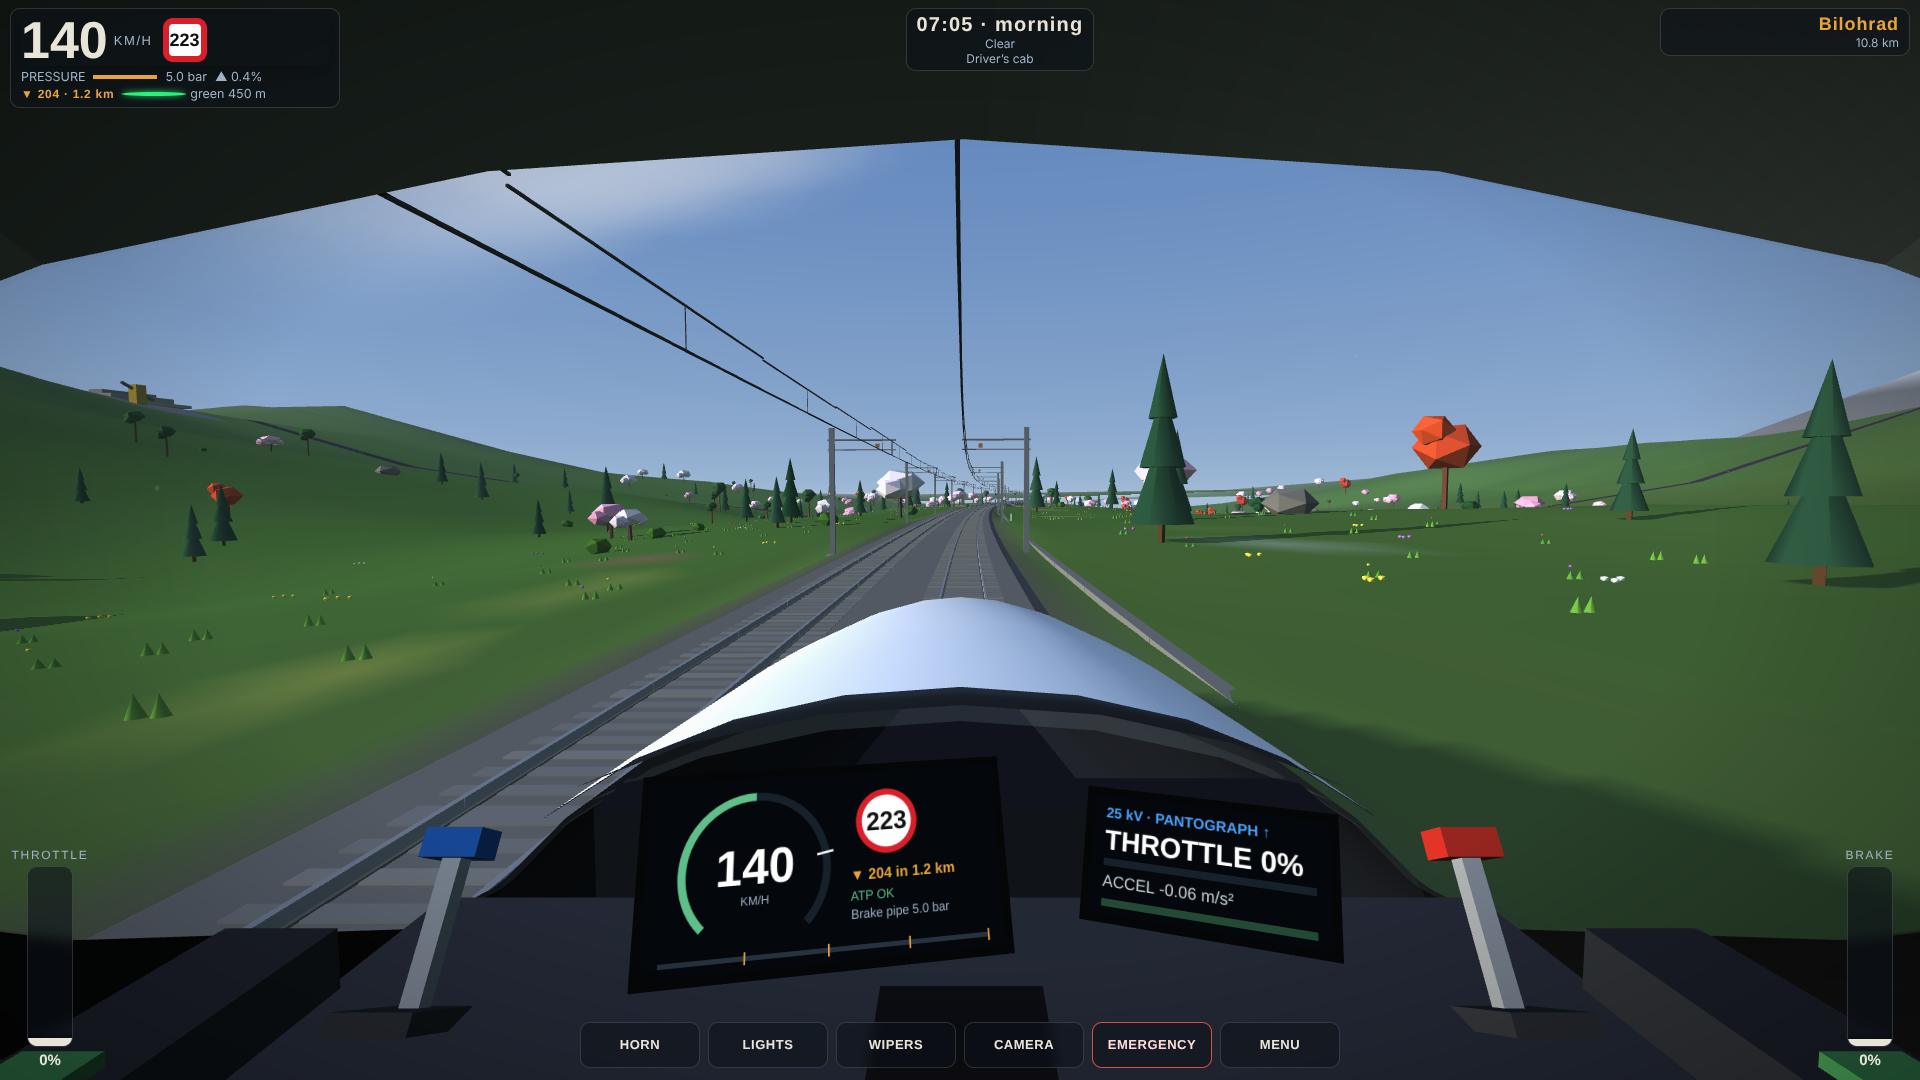 140 KM/H 223
PRESSURE 5.0 bar ▲ 0.4%
▼ 204 · 1.2 km green 450 m
07:05 · morning
Clear
Driver's cab
Bilohrad
10.8 km
223
140
KM/H
▼ 204 in 1.2 km
ATP OK
Brake pipe 5.0 bar
25 kV · PANTOGRAPH ↑
THROTTLE 0%
ACCEL -0.06 m/s²
THROTTLE
0%
BRAKE
0%
HORN LIGHTS WIPERS CAMERA EMERGENCY MENU